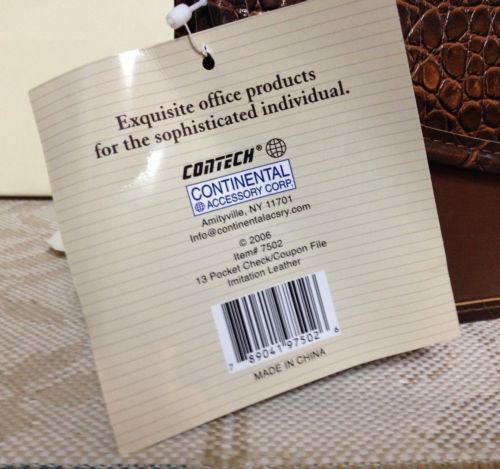 Exquisite office products
for the sophisticated individual.
CONTECH®
CONTINENTAL
ACCESSORY CORP.
Amityville, NY 11701
Info@continentalacsry.com
© 2006
Item# 7502
13 Pocket Check/Coupon File
Imitation Leather
7 89041 97502 6
MADE IN CHINA